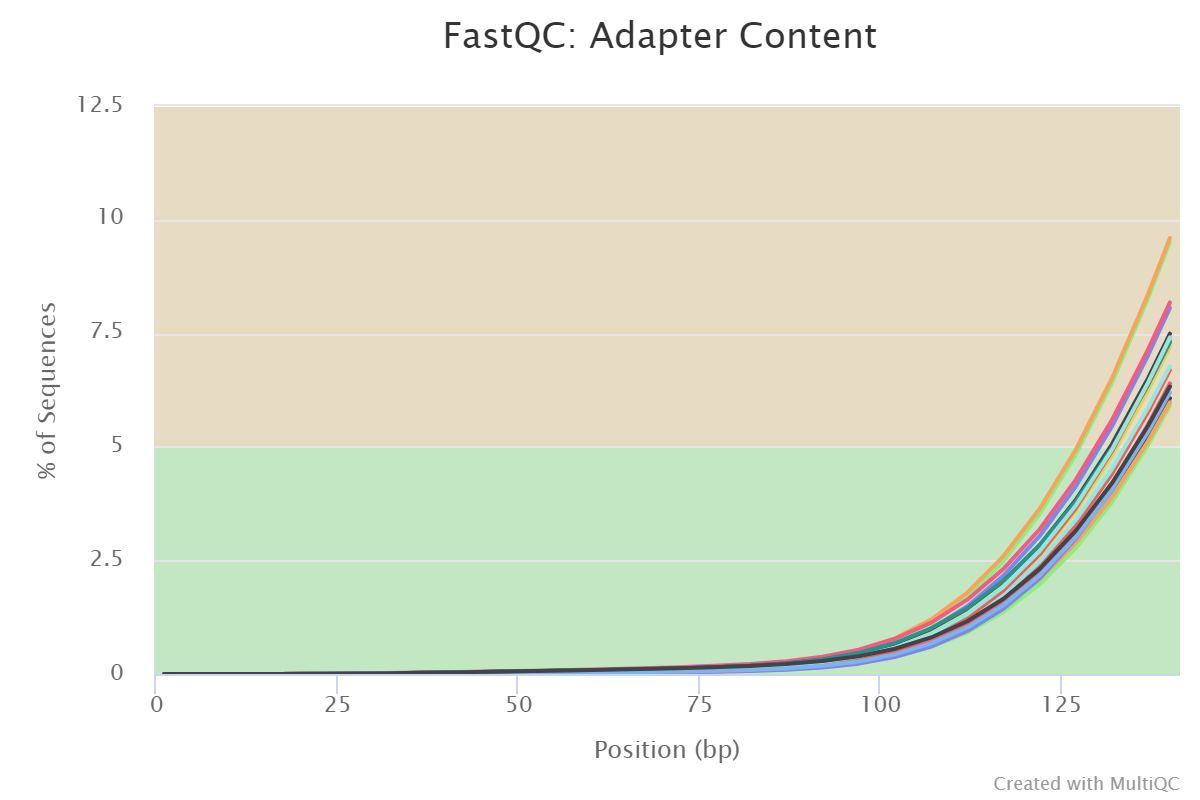 FastQC: Adapter Content
12.5
10
7.5
5
2.5
0
% of Sequences
0 25 50 75 100 125
Position (bp)
Created with MultiQC